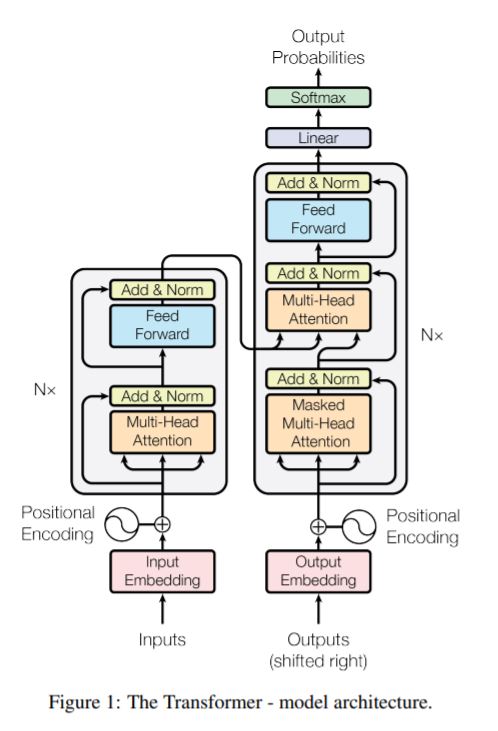 Output
Probabilities
Softmax
Linear
Add & Norm
Feed
Forward
Add & Norm
Multi-Head
Attention
Add & Norm
Masked
Multi-Head
Attention
N×
Add & Norm
Feed
Forward
Add & Norm
Multi-Head
Attention
N×
Positional
Encoding
Positional
Encoding
Input
Embedding
Output
Embedding
Inputs
Outputs
(shifted right)
Figure 1: The Transformer - model architecture.